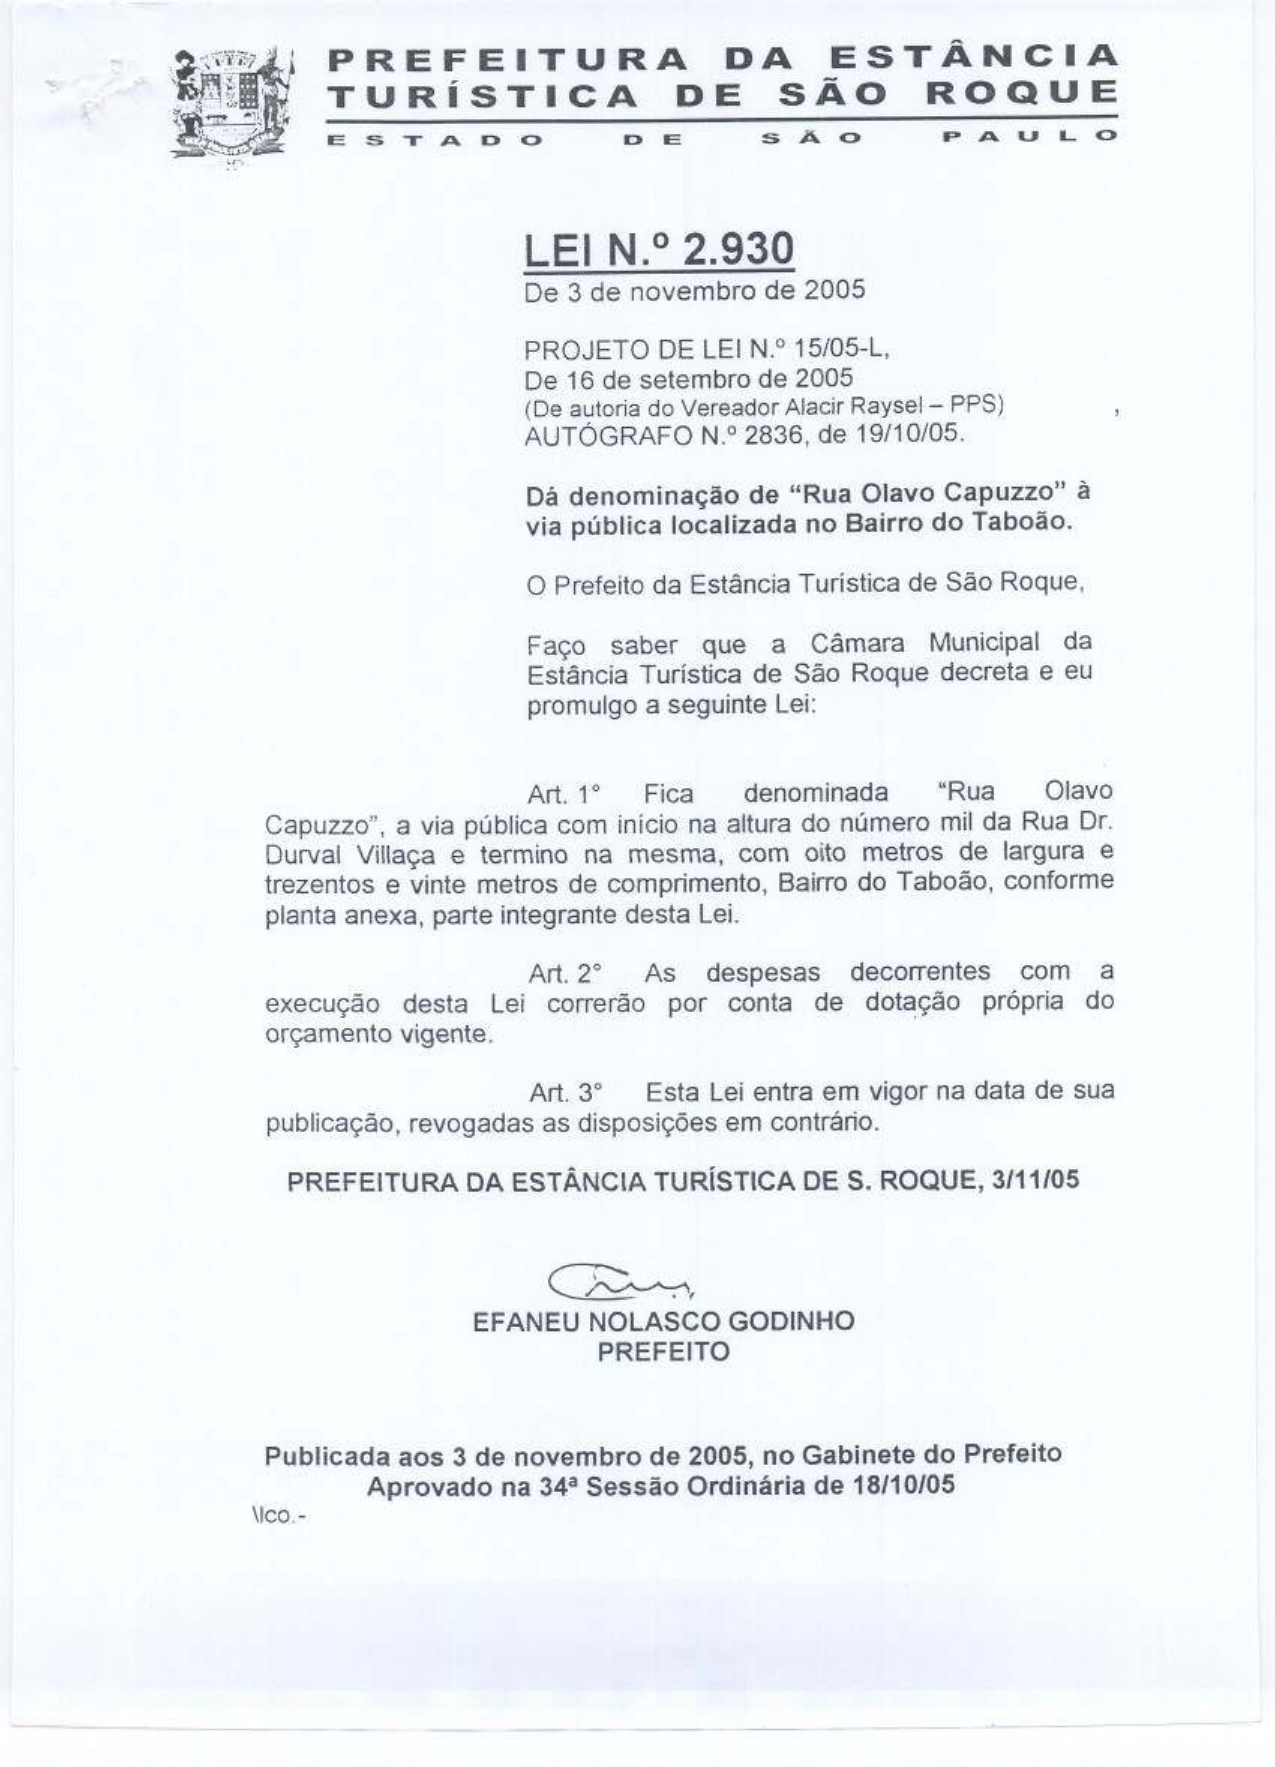 PREFEITURA DA ESTÂNCIA
TURÍSTICA DE SÃO ROQUE
ESTADO DE SÃO PAULO
LEI N.º 2.930
De 3 de novembro de 2005
PROJETO DE LEI N.º 15/05-L,
De 16 de setembro de 2005
(De autoria do Vereador Alacir Raysel – PPS)
AUTÓGRAFO N.º 2836, de 19/10/05.
Dá denominação de “Rua Olavo Capuzzo” à
via pública localizada no Bairro do Taboão.
O Prefeito da Estância Turística de São Roque,
Faço saber que a Câmara Municipal da
Estância Turística de São Roque decreta e eu
promulgo a seguinte Lei:
Art. 1° Fica denominada “Rua Olavo
Capuzzo”, a via pública com início na altura do número mil da Rua Dr.
Durval Villaça e termino na mesma, com oito metros de largura e
trezentos e vinte metros de comprimento, Bairro do Taboão, conforme
planta anexa, parte integrante desta Lei.
Art. 2° As despesas decorrentes com a
execução desta Lei correrão por conta de dotação própria do
orçamento vigente.
Art. 3° Esta Lei entra em vigor na data de sua
publicação, revogadas as disposições em contrário.
PREFEITURA DA ESTÂNCIA TURÍSTICA DE S. ROQUE, 3/11/05
EFANEU NOLASCO GODINHO
PREFEITO
Publicada aos 3 de novembro de 2005, no Gabinete do Prefeito
Aprovado na 34ª Sessão Ordinária de 18/10/05
\lco.-